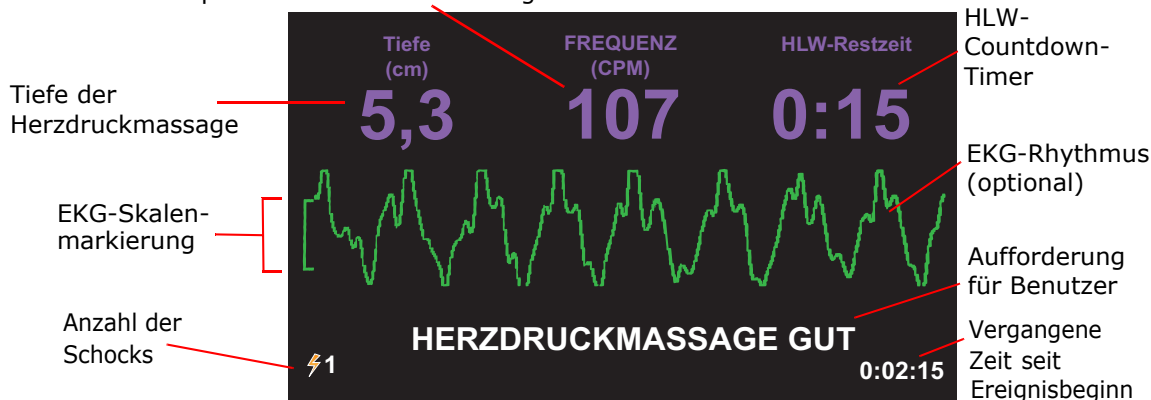 HLW-
Countdown-
Timer
Tiefe
(cm)
FREQUENZ
(CPM)
HLW-Restzeit
5,3
107
0:15
Tiefe der
Herzdruckmassage
EKG-Rhythmus
(optional)
EKG-Skalen-
markierung
Aufforderung
für Benutzer
HERZDRUCKMASSAGE GUT
Anzahl der
Schocks
1
0:02:15
Vergangene
Zeit seit
Ereignisbeginn